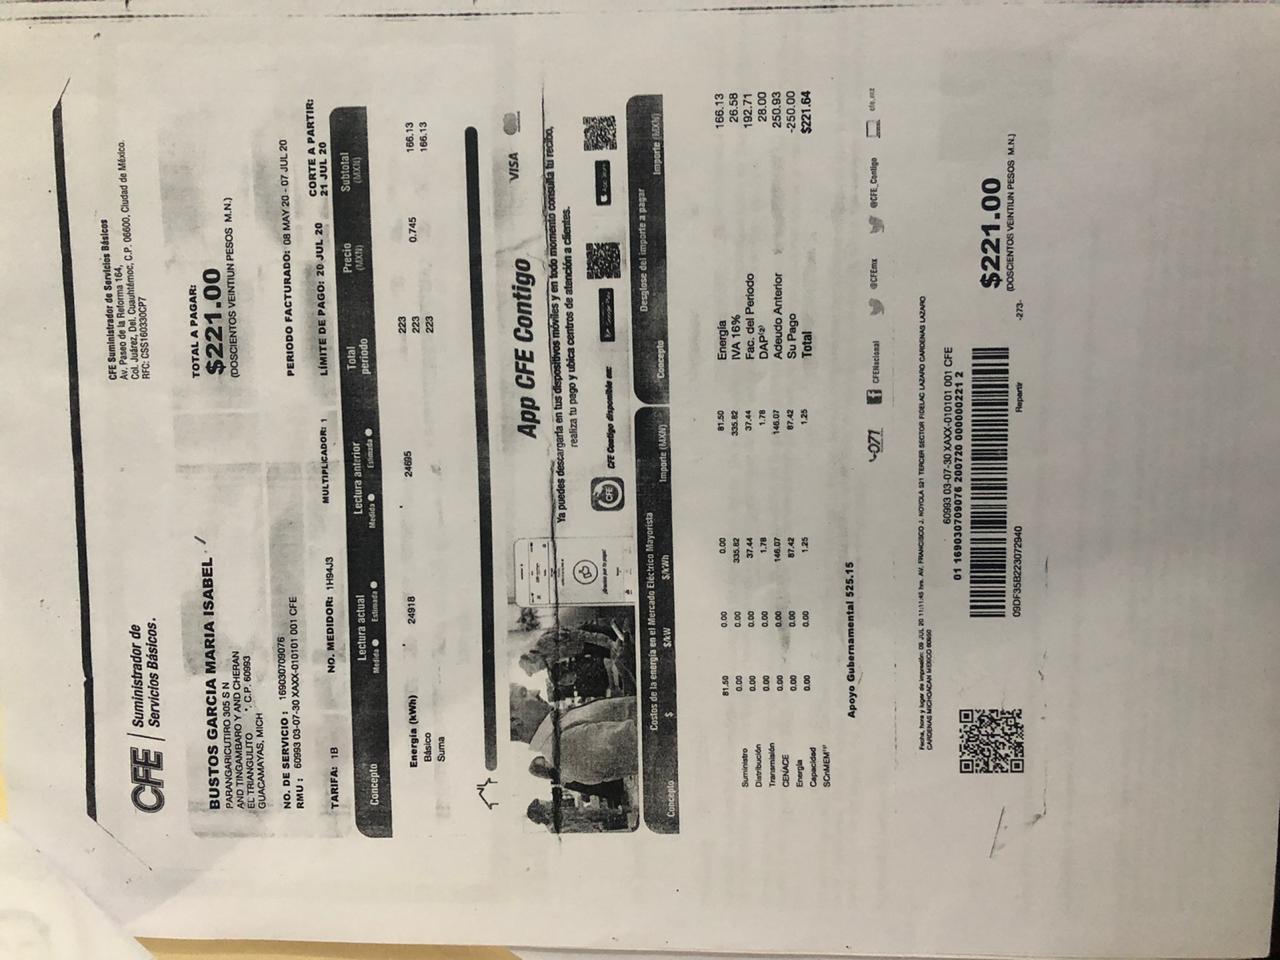 CFE
Suministrador de
Servicios Básicos.
CFE Suministrador de Servicios Básicos
Av. Paseo de la Reforma 164,
Col. Juárez, Del. Cuauhtémoc, C.P. 06600, Ciudad de México.
RFC: CSS160330CP7
BUSTOS GARCIA MARIA ISABEL
PARANGARICUTIRO 305 S N
AND TINGAMBARO Y AND CHERAN
EL TRIANGULITO *, C.P. 60993
GUACAMAYAS, MICH
TOTAL A PAGAR:
$221.00
(DOSCIENTOS VEINTIUN PESOS M.N.)
NO. DE SERVICIO : 169030709076
RMU : 60993 03-07-30 XAXX-010101 001 CFE
PERIODO FACTURADO: 08 MAY 20 - 07 JUL 20
TARIFA: 1B NO. MEDIDOR: 1H94J3 MULTIPLICADOR: 1 LÍMITE DE PAGO: 20 JUL 20 CORTE A PARTIR:
21 JUL 20
Concepto Lectura actual Lectura anterior Total periodo Precio (MXN) Subtotal (MXN)
Medida Estimada Medida Estimada
Energía (kWh) 24918 24695 223
Básico 223 0.745 166.13
Suma 223 166.13
App CFE Contigo
VISA
Ya puedes descargarla en tus dispositivos móviles y en todo momento consulta tu recibo,
realiza tu pago y ubica centros de atención a clientes.
CFE
CFE Contigo disponible en:
Costos de la energía en el Mercado Eléctrico Mayorista
Concepto $ $/kW $/kWh Importe (MXN)
Suministro 81.50 0.00 0.00 81.50
Distribución 0.00 0.00 335.82 335.82
Transmisión 0.00 0.00 37.44 37.44
CENACE 0.00 0.00 1.78 1.78
Energía 0.00 0.00 146.07 146.07
Capacidad 0.00 0.00 87.42 87.42
SCnMEM 0.00 0.00 1.25 1.25
Desglose del importe a pagar
Concepto Importe (MXN)
Energía 166.13
IVA 16% 26.58
Fac. del Periodo 192.71
DAP(2) 28.00
Adeudo Anterior 250.93
Su Pago -250.00
Total $221.64
Apoyo Gubernamental 525.15
071 CFENacional @CFEmx @CFE_Contigo cfe_mx
Fecha, hora y lugar de impresión: 09 JUL 20 11:11:45 hrs. AV. FRANCISCO J. NOYOLA 521 TERCER SECTOR FIDELAC LAZARO CARDENAS LAZARO
CARDENAS MICHOACAN MEXICO 60950
60993 03-07-30 XAXX-010101 001 CFE
01 169030709076 200720 000000221 2
$221.00
(DOSCIENTOS VEINTIUN PESOS M.N.)
09DF35B223072940 Repartir -273-